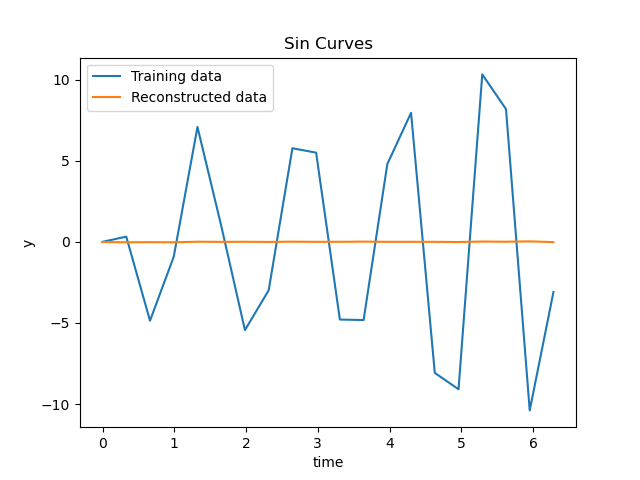 Sin Curves
Training data
Reconstructed data
10
5
0
−5
−10
y
0 1 2 3 4 5 6
time